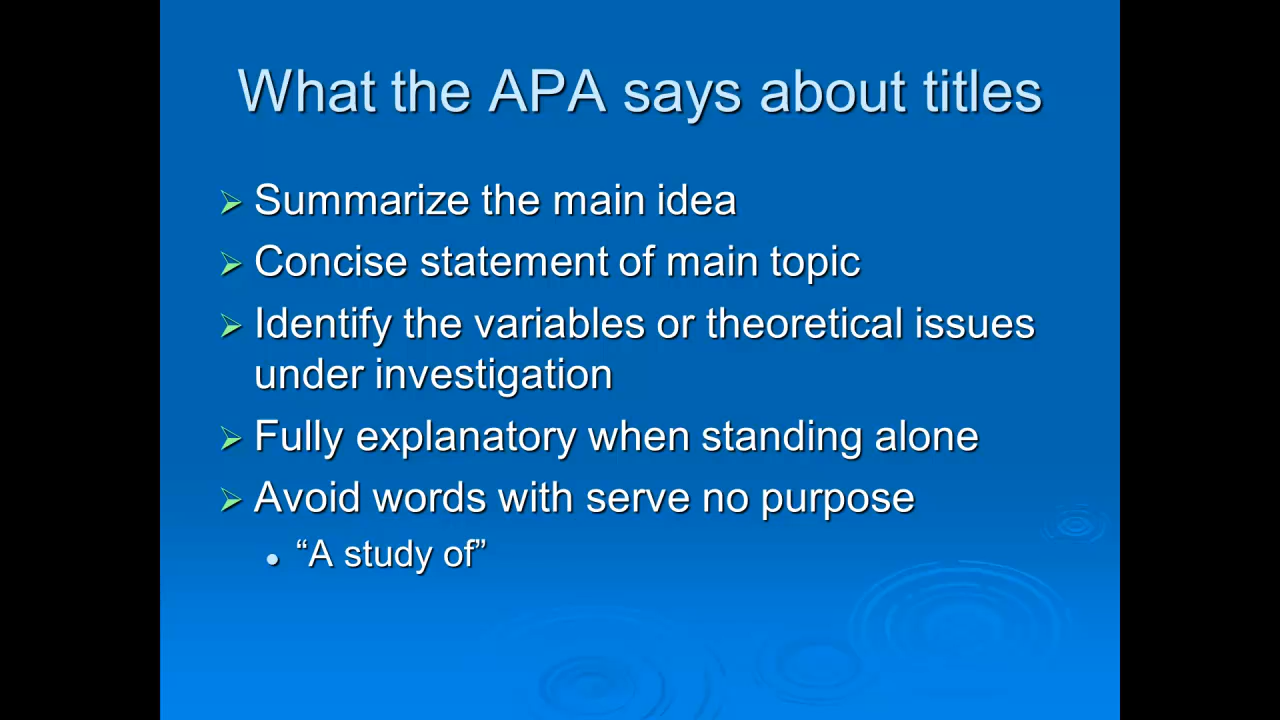 What the APA says about titles
Summarize the main idea
Concise statement of main topic
Identify the variables or theoretical issues
under investigation
Fully explanatory when standing alone
Avoid words with serve no purpose
“A study of”